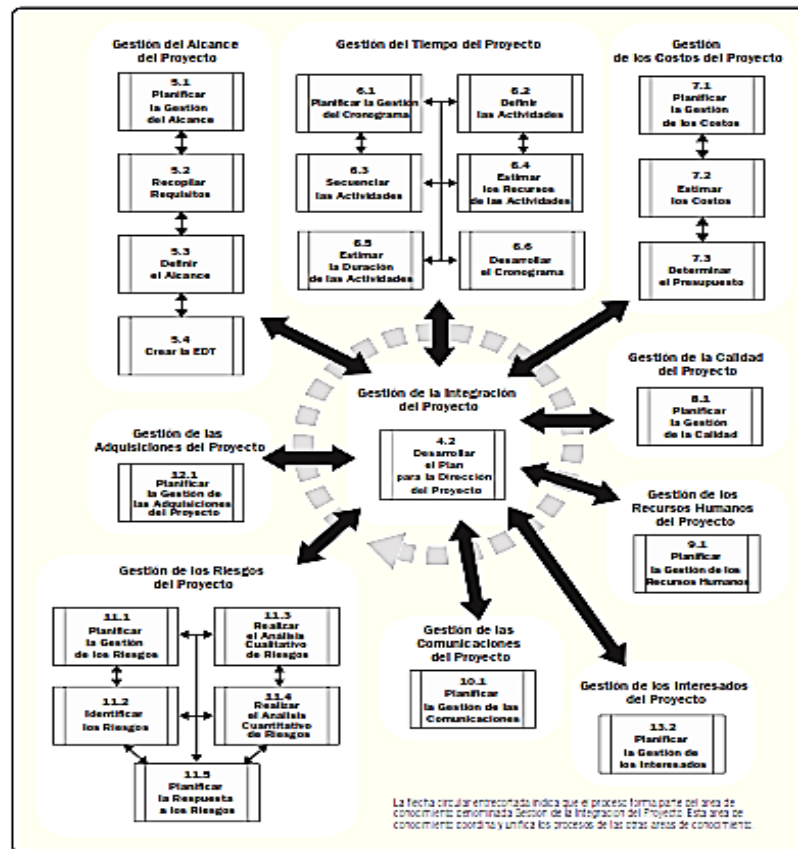 Gestión del Alcance
del Proyecto
5.1
Planificar
la Gestión
del Alcance
5.2
Recopilar
Requisitos
5.3
Definir
el Alcance
5.4
Crear la EDT
Gestión del Tiempo del Proyecto
6.1
Planificar la Gestión
del Cronograma
6.2
Definir
las Actividades
6.3
Secuenciar
las Actividades
6.4
Estimar
los Recursos
de las Actividades
6.5
Estimar
la Duración
de las Actividades
6.6
Desarrollar
el Cronograma
Gestión
de los Costos del Proyecto
7.1
Planificar
la Gestión
de los Costos
7.2
Estimar
los Costos
7.3
Determinar
el Presupuesto
Gestión de la Integración
del Proyecto
4.2
Desarrollar
el Plan
para la Dirección
del Proyecto
Gestión de la Calidad
del Proyecto
8.1
Planificar
la Gestión
de la Calidad
Gestión de las
Adquisiciones del Proyecto
12.1
Planificar
la Gestión de
las Adquisiciones
del Proyecto
Gestión de los
Recursos Humanos
del Proyecto
9.1
Planificar
la Gestión de los
Recursos Humanos
Gestión de los Riesgos
del Proyecto
11.1
Planificar
la Gestión
de los Riesgos
11.3
Realizar
el Análisis
Cualitativo
de Riesgos
11.2
Identificar
los Riesgos
11.4
Realizar
el Análisis
Cuantitativo
de Riesgos
11.5
Planificar
la Respuesta
a los Riesgos
Gestión de las
Comunicaciones
del Proyecto
10.1
Planificar
la Gestión de las
Comunicaciones
Gestión de los Interesados
del Proyecto
13.2
Planificar
la Gestión de
los Interesados
La flecha circular entrecortada indica que el proceso forma parte del área de
conocimiento denominada Gestión de la Integración del Proyecto. Esta área de
conocimiento coordina y unifica los procesos de las otras áreas de conocimiento.